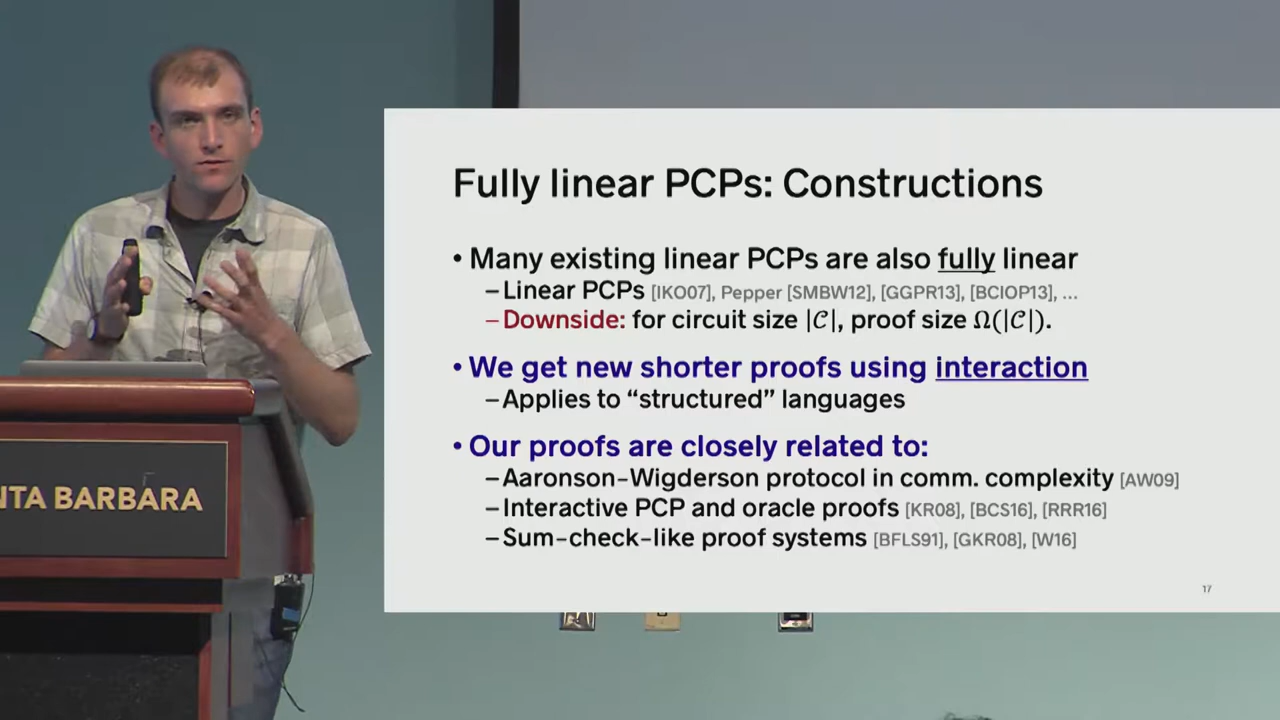 Fully linear PCPs: Constructions
• Many existing linear PCPs are also fully linear
–Linear PCPs [IKO07], Pepper [SMBW12], [GGPR13], [BCIOP13], ...
–Downside: for circuit size |𝒞|, proof size Ω(|𝒞|).
• We get new shorter proofs using interaction
–Applies to “structured” languages
• Our proofs are closely related to:
–Aaronson–Wigderson protocol in comm. complexity [AW09]
–Interactive PCP and oracle proofs [KR08], [BCS16], [RRR16]
–Sum–check–like proof systems [BFLS91], [GKR08], [W16]
17
NTA BARBARA